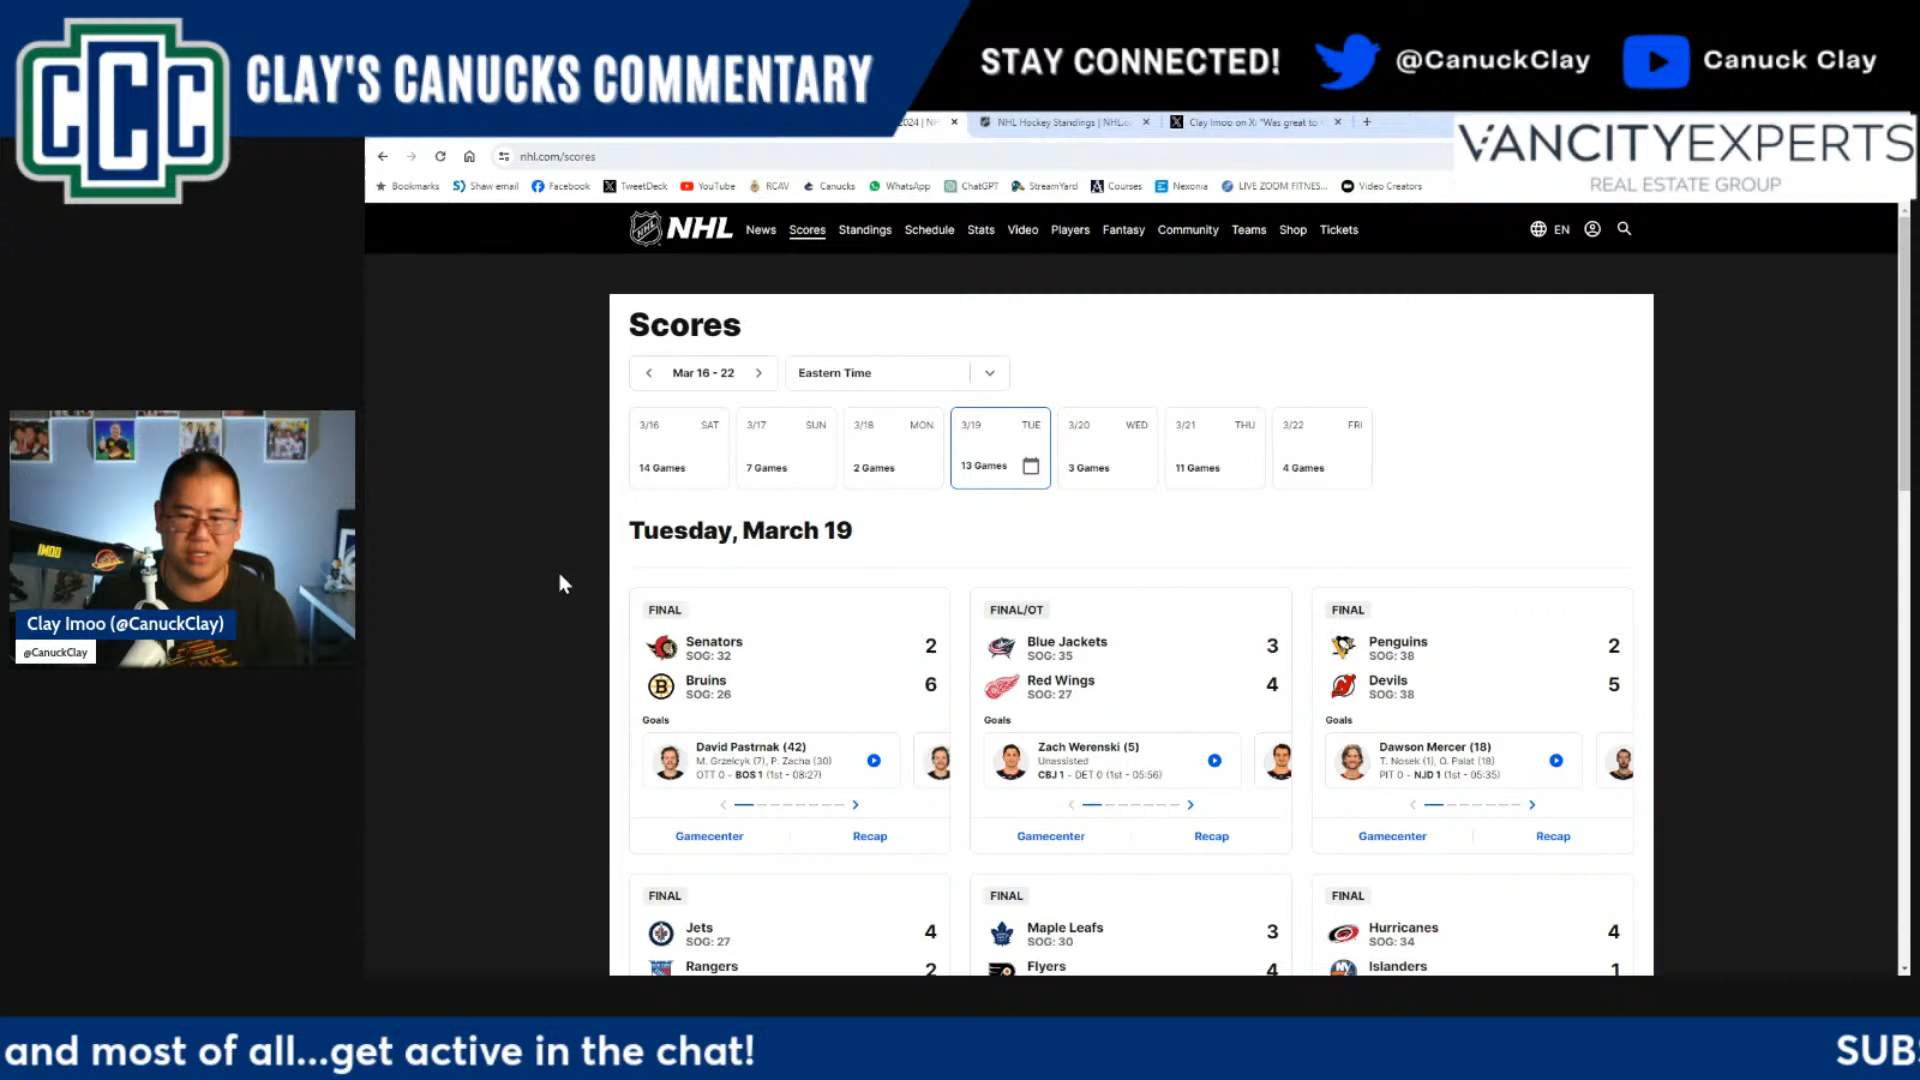 CCC
CLAY'S CANUCKS COMMENTARY
STAY CONNECTED!
@CanuckClay
Canuck Clay
2024 | NH
NHL Hockey Standings | NHL.c
Clay Imoo on X: "Was great to
VANCITYEXPERTS
REAL ESTATE GROUP
nhl.com/scores
Bookmarks Shaw email Facebook TweetDeck YouTube RCAV Canucks WhatsApp ChatGPT StreamYard Courses Nexonia LIVE ZOOM FITNES... Video Creators
NHL News Scores Standings Schedule Stats Video Players Fantasy Community Teams Shop Tickets EN
Scores
Mar 16 - 22
Eastern Time
3/16 SAT 3/17 SUN 3/18 MON 3/19 TUE 3/20 WED 3/21 THU 3/22 FRI
14 Games 7 Games 2 Games 13 Games 3 Games 11 Games 4 Games
Tuesday, March 19
FINAL
Senators 2
SOG: 32
Bruins 6
SOG: 26
Goals
David Pastrnak (42)
M. Grzelcyk (7), P. Zacha (30)
OTT 0 - BOS 1 (1st - 08:27)
Gamecenter Recap
FINAL/OT
Blue Jackets 3
SOG: 35
Red Wings 4
SOG: 27
Goals
Zach Werenski (5)
Unassisted
CBJ 1 - DET 0 (1st - 05:56)
Gamecenter Recap
FINAL
Penguins 2
SOG: 38
Devils 5
SOG: 38
Goals
Dawson Mercer (18)
T. Nosek (1), O. Palat (18)
PIT 0 - NJD 1 (1st - 05:35)
Gamecenter Recap
FINAL
Jets 4
SOG: 27
Rangers 2
FINAL
Maple Leafs 3
SOG: 30
Flyers 4
FINAL
Hurricanes 4
SOG: 34
Islanders 1
IMOO
Clay Imoo (@CanuckClay)
@CanuckClay
and most of all...get active in the chat!
SUBS